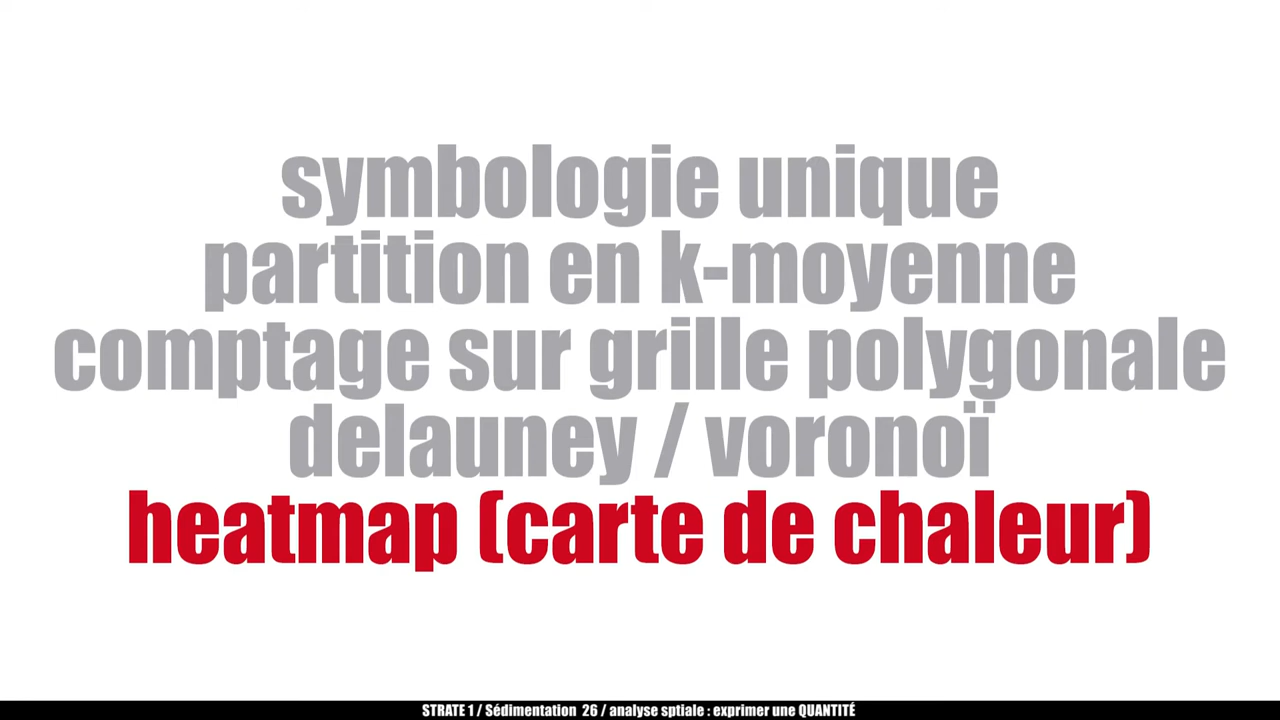 symbologie unique
partition en k-moyenne
comptage sur grille polygonale
delauney / voronoï
heatmap (carte de chaleur)
STRATE 1 / Sédimentation 26 / analyse sptiale : exprimer une QUANTITÉ